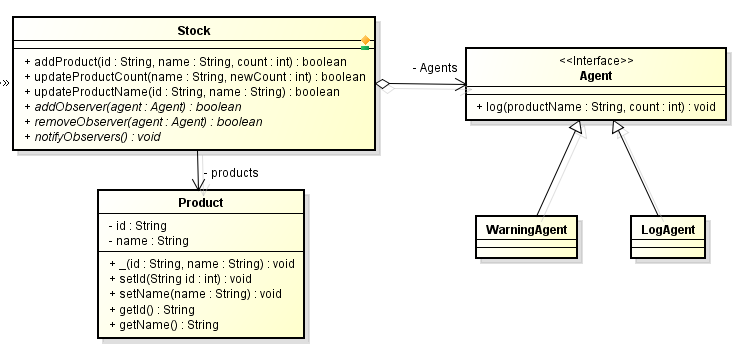 Stock
+ addProduct(id : String, name : String, count : int) : boolean
+ updateProductCount(name : String, newCount : int) : boolean
+ updateProductName(id : String, name : String) : boolean
+ addObserver(agent : Agent) : boolean
+ removeObserver(agent : Agent) : boolean
+ notifyObservers() : void
>>
- Agents
<<Interface>>
Agent
+ log(productName : String, count : int) : void
- products
Product
- id : String
- name : String
+ _(id : String, name : String) : void
+ setId(String id : int) : void
+ setName(name : String) : void
+ getId() : String
+ getName() : String
WarningAgent
LogAgent